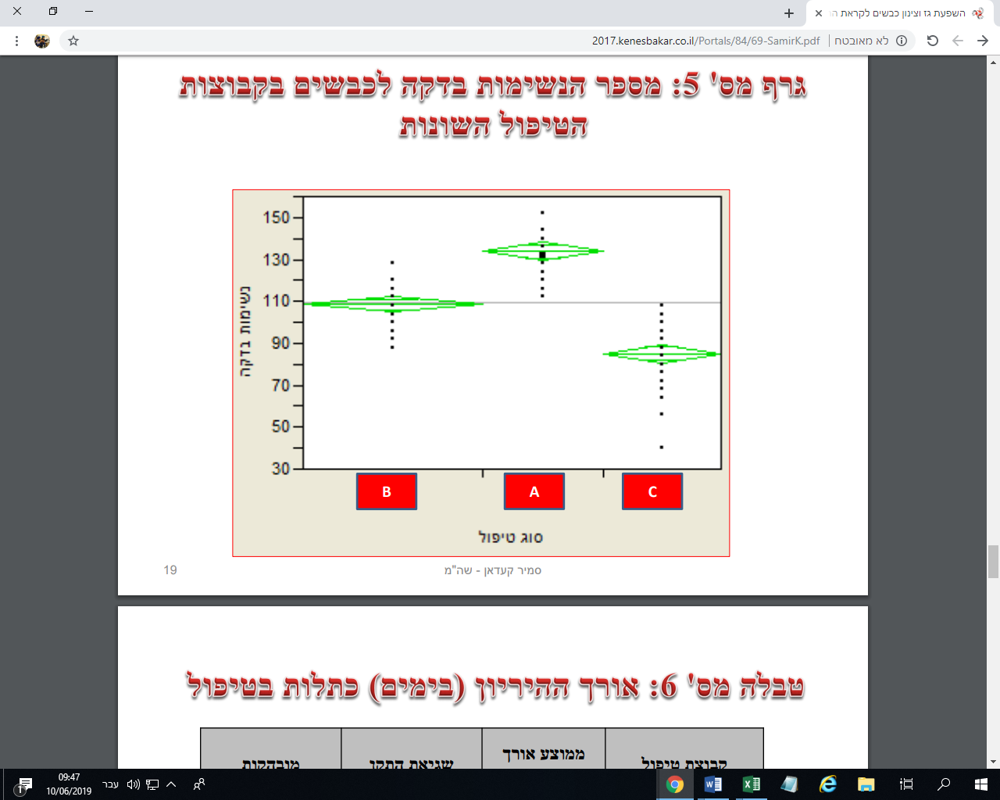 השפעת גז וצינון כבשים לקראת הו
לא מאובטח
2017.kenesbakar.co.il/Portals/84/69-SamirK.pdf
גרף מס' 5: מספר הנשימות בדקה לכבשים בקבוצות
הטיפול השונות
150
130
110
90
70
50
30
נשימות בדקה
B
A
C
סוג טיפול
19
סמיר קעדאן - שה"מ
טבלה מס' 6: אורך ההיריון (בימים) כתלות בטיפול
קבוצת טיפול
ממוצע אורך
שגיאת התקן
מובהקות
1
09:47
10/06/2019
עבר